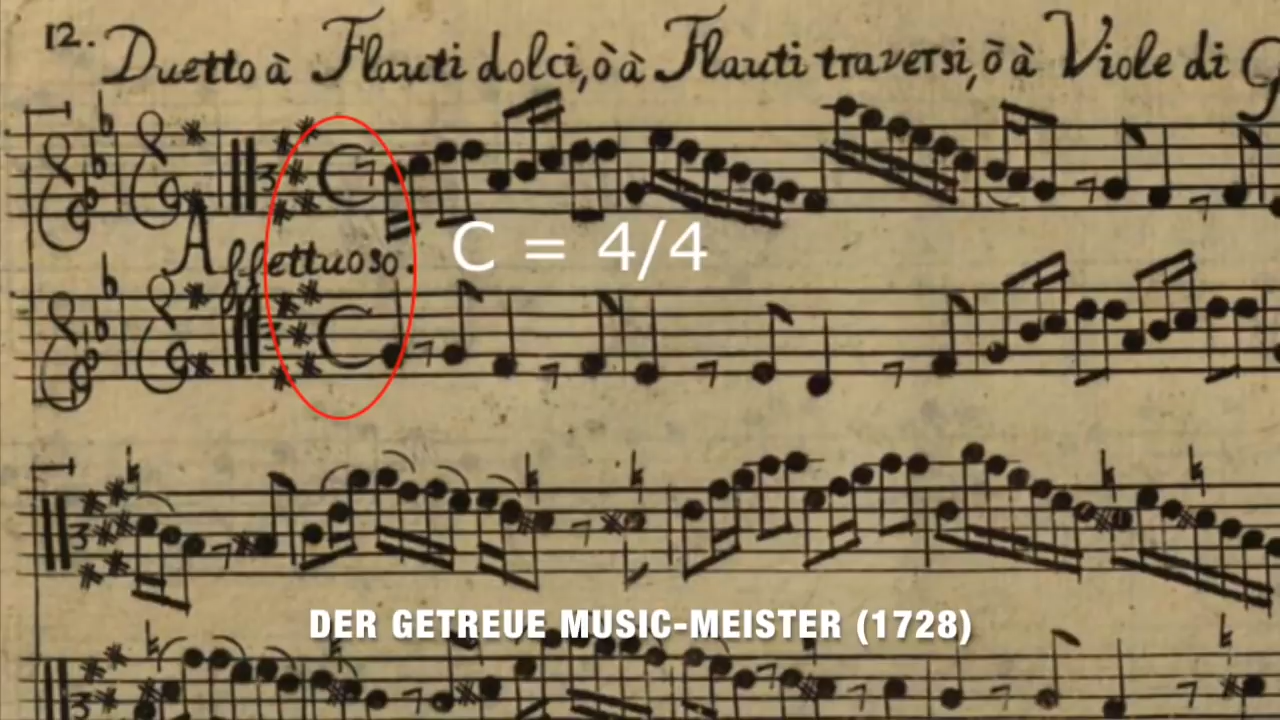 12. Duetto à Flauti dolci, ò à Flauti traversi, ò à Viole di G
Affettuoso.
C = 4/4
DER GETREUE MUSIC-MEISTER (1728)